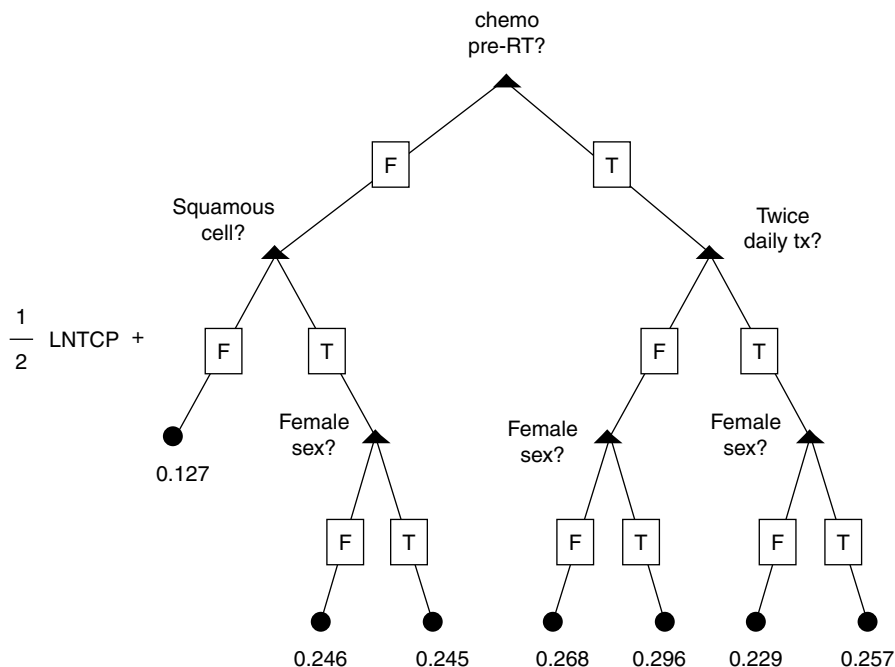 chemo
pre-RT?
F
T
Squamous
cell?
Twice
daily tx?
1
2
LNTCP +
F
T
F
T
Female
sex?
Female
sex?
Female
sex?
0.127
F
T
F
T
F
T
0.246
0.245
0.268
0.296
0.229
0.257